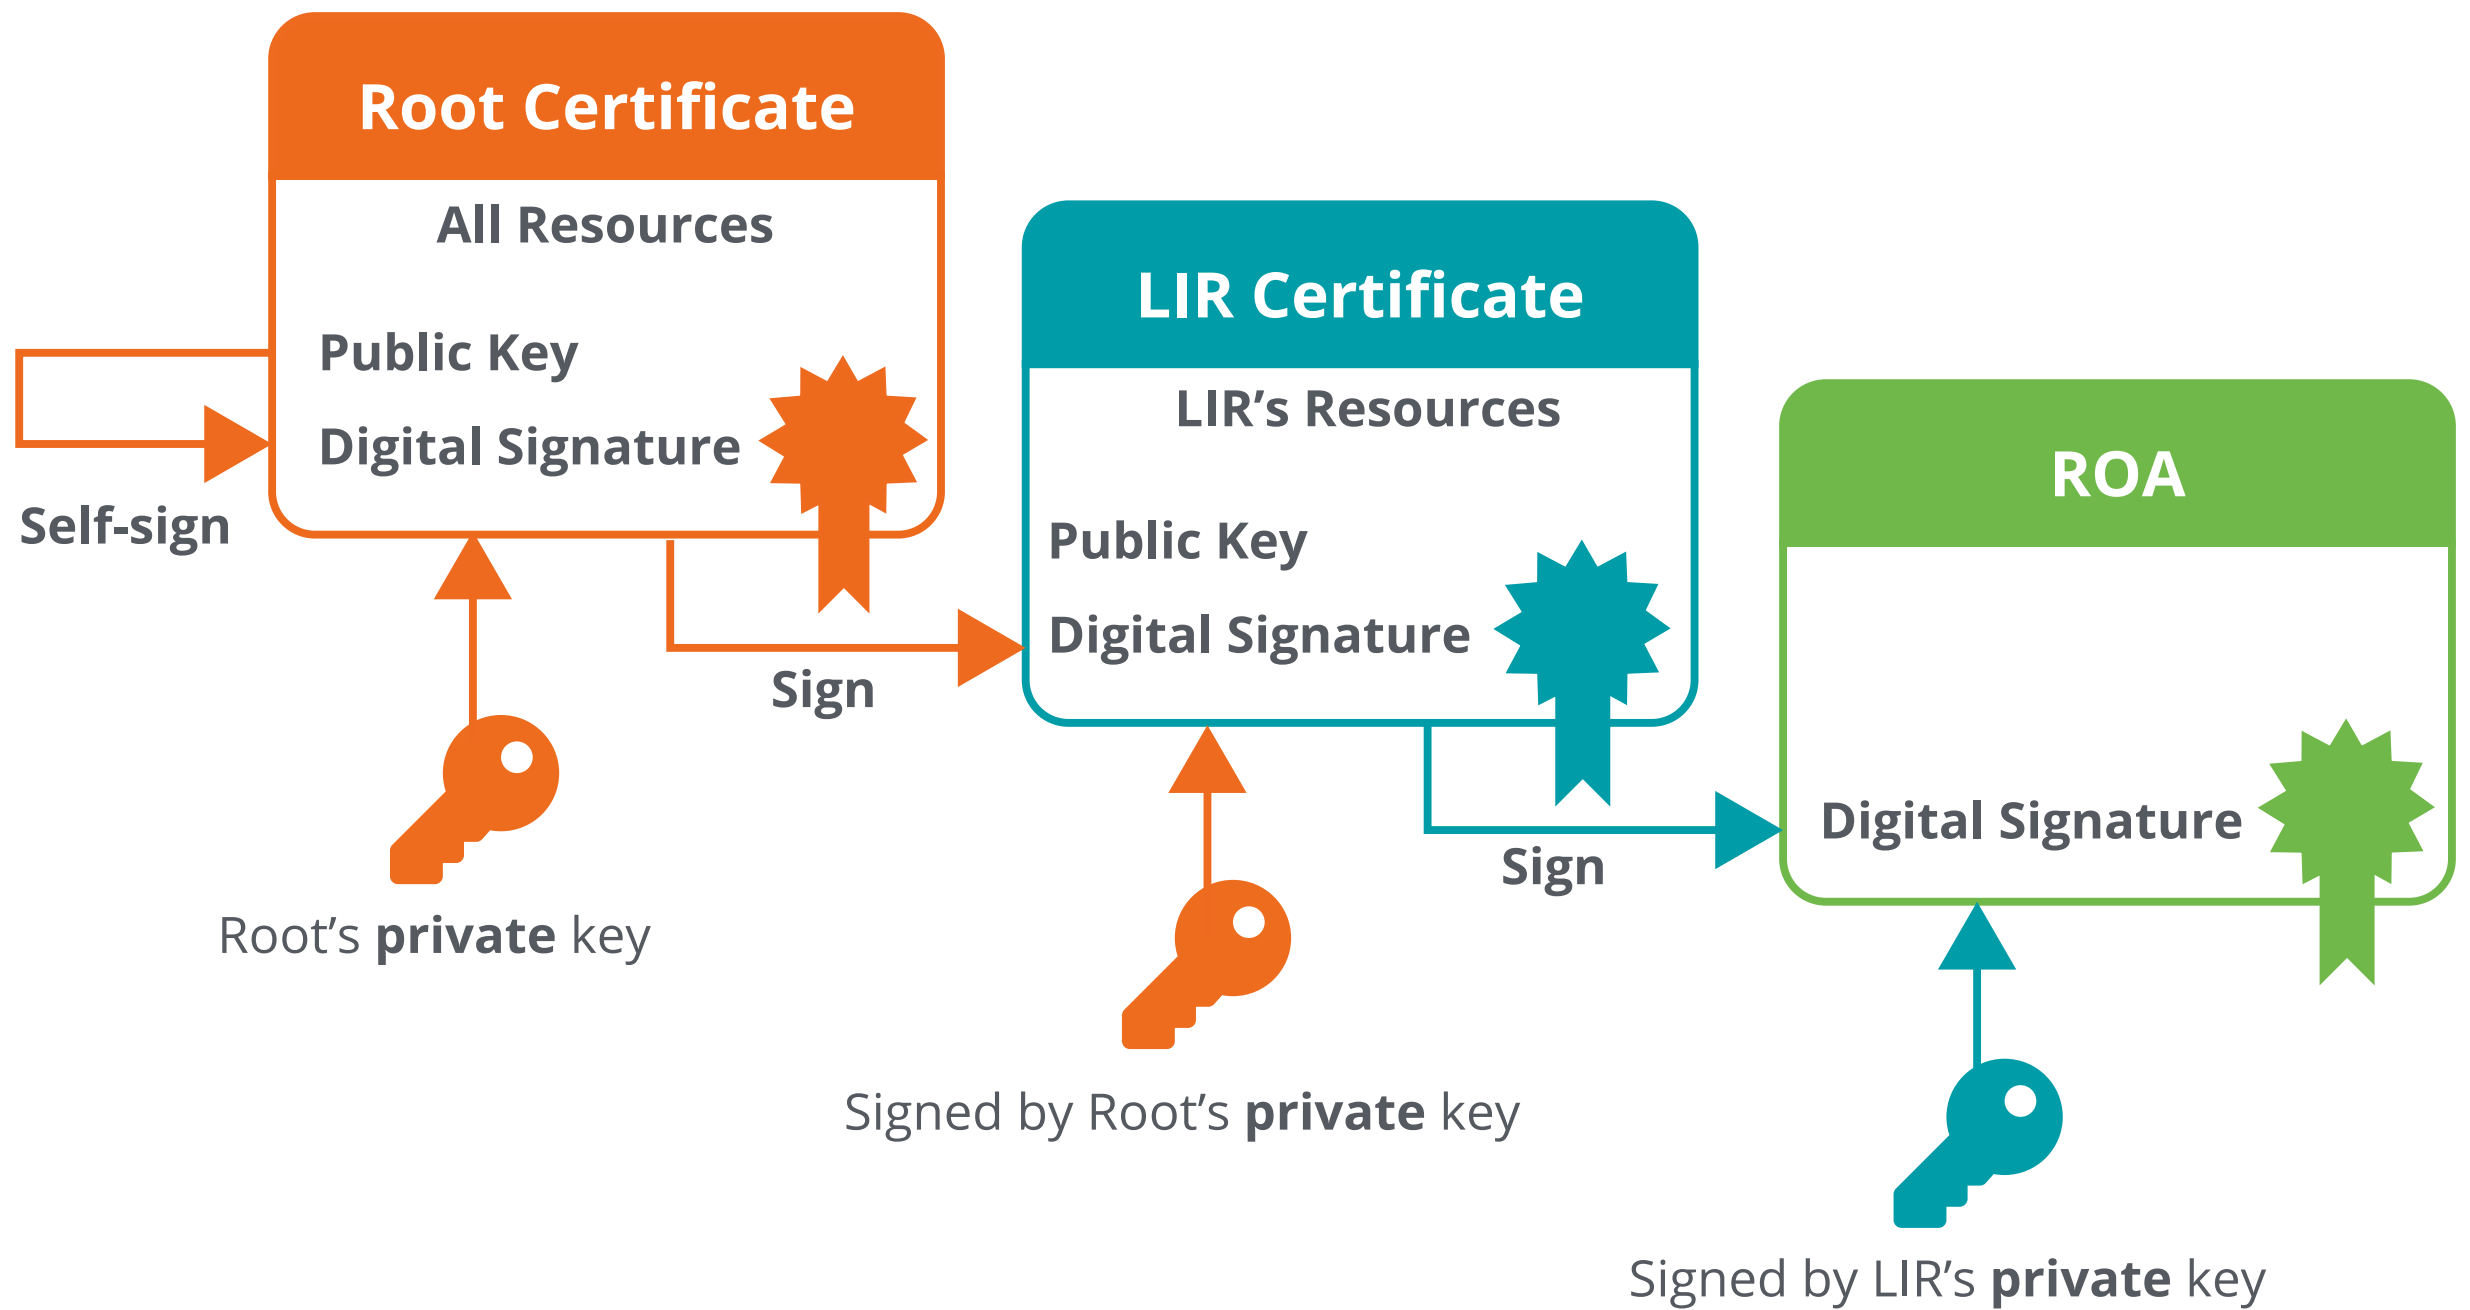 Root Certificate
All Resources
Public Key
Digital Signature
Self-sign
Root’s private key
Sign
LIR Certificate
LIR’s Resources
Public Key
Digital Signature
Signed by Root’s private key
Sign
ROA
Digital Signature
Signed by LIR’s private key